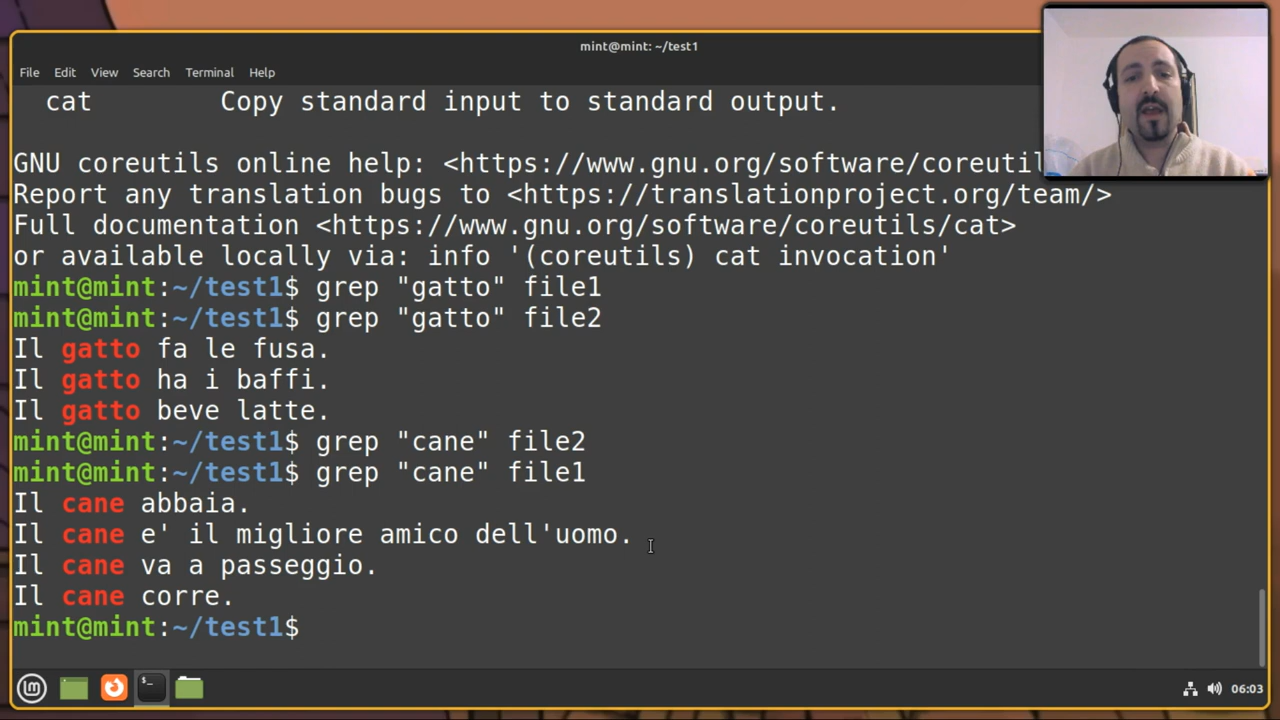 mint@mint: ~/test1
File Edit View Search Terminal Help
cat Copy standard input to standard output.
GNU coreutils online help: <https://www.gnu.org/software/coreutil
Report any translation bugs to <https://translationproject.org/team/>
Full documentation <https://www.gnu.org/software/coreutils/cat>
or available locally via: info '(coreutils) cat invocation'
mint@mint:~/test1$ grep "gatto" file1
mint@mint:~/test1$ grep "gatto" file2
Il gatto fa le fusa.
Il gatto ha i baffi.
Il gatto beve latte.
mint@mint:~/test1$ grep "cane" file2
mint@mint:~/test1$ grep "cane" file1
Il cane abbaia.
Il cane e' il migliore amico dell'uomo.
Il cane va a passeggio.
Il cane corre.
mint@mint:~/test1$
06:03